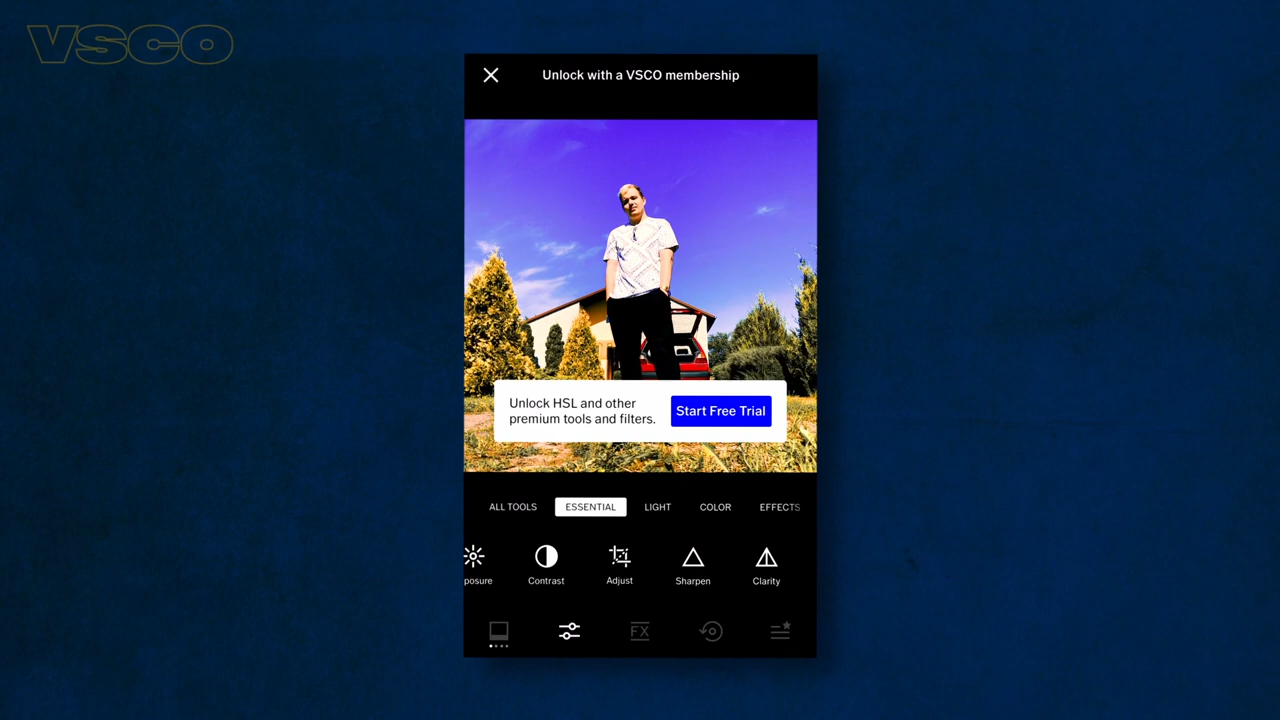 VSCO
Unlock with a VSCO membership
Unlock HSL and other
premium tools and filters.
Start Free Trial
ALL TOOLS ESSENTIAL LIGHT COLOR EFFECTS
posure Contrast Adjust Sharpen Clarity
FX